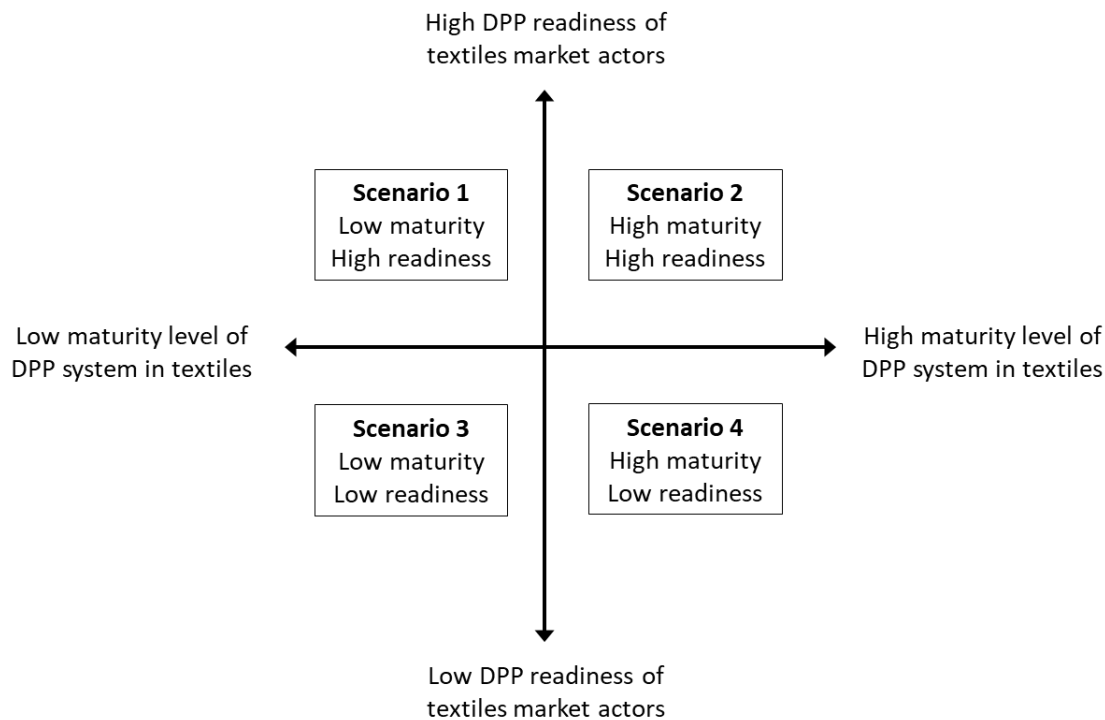 High DPP readiness of
textiles market actors
Scenario 1
Low maturity
High readiness
Scenario 2
High maturity
High readiness
Low maturity level of
DPP system in textiles
High maturity level of
DPP system in textiles
Scenario 3
Low maturity
Low readiness
Scenario 4
High maturity
Low readiness
Low DPP readiness of
textiles market actors